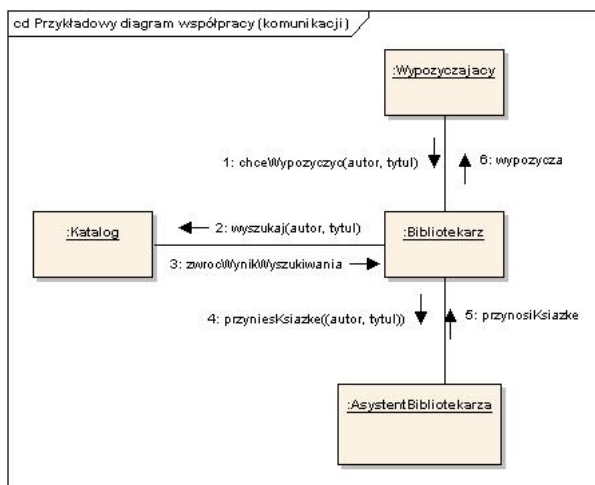 cd Przykładowy diagram współpracy (komunikacji)
:Wypozyczajacy
1: chceWypozyczyc(autor, tytul)
6: wypozycza
:Katalog
2: wyszukaj(autor, tytul)
:Bibliotekarz
3: zwrocWynikWyszukiwania
4: przyniesKsiazke((autor, tytul))
5: przynosiKsiazke
:AsystentBibliotekarza